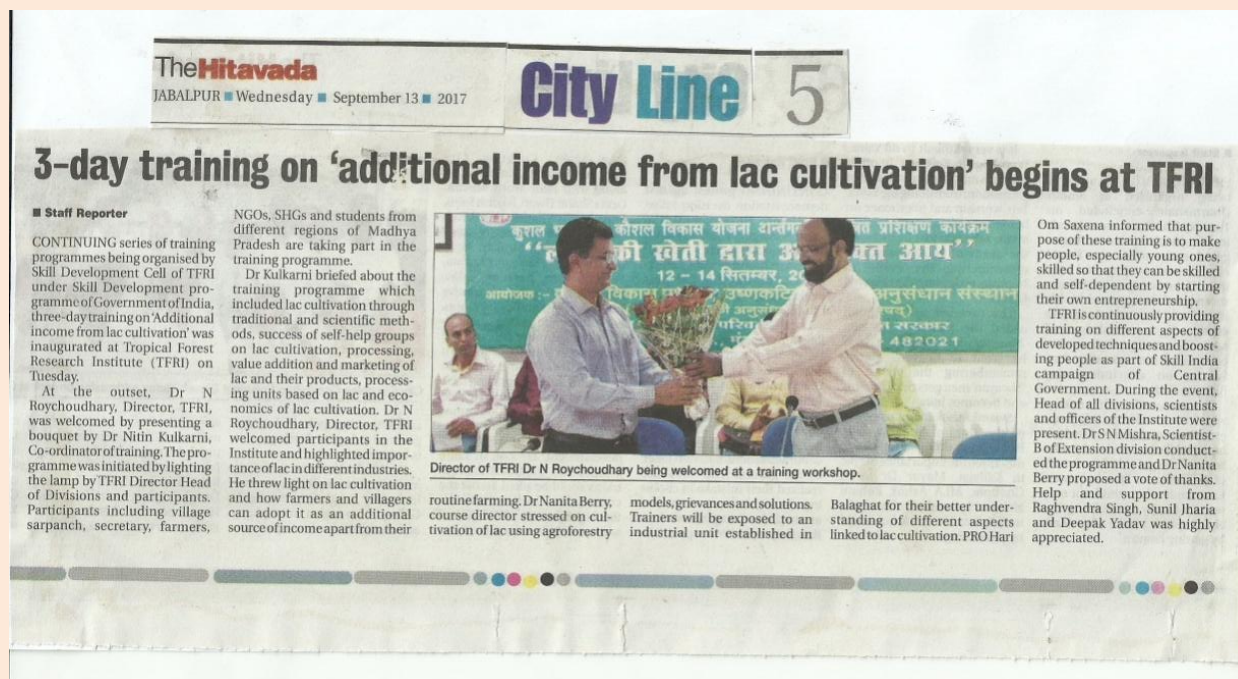 TheHitavada
JABALPUR ■ Wednesday ■ September 13 ■ 2017
City Line
5
3-day training on ‘additional income from lac cultivation’ begins at TFRI
■ Staff Reporter
CONTINUING series of training
programmes being organised by
Skill Development Cell of TFRI
under Skill Development pro-
gramme of Government of India,
three-day training on ‘Additional
income from lac cultivation’ was
inaugurated at Tropical Forest
Research Institute (TFRI) on
Tuesday.
At the outset, Dr N
Roychoudhary, Director, TFRI,
was welcomed by presenting a
bouquet by Dr Nitin Kulkarni,
Co-ordinator of training. The pro-
gramme was initiated by lighting
the lamp by TFRI Director Head
of Divisions and participants.
Participants including village
sarpanch, secretary, farmers,
NGOs, SHGs and students from
different regions of Madhya
Pradesh are taking part in the
training programme.
Dr Kulkarni briefed about the
training programme which
included lac cultivation through
traditional and scientific meth-
ods, success of self-help groups
on lac cultivation, processing,
value addition and marketing of
lac and their products, process-
ing units based on lac and eco-
nomics of lac cultivation. Dr N
Roychoudhary, Director, TFRI
welcomed participants in the
Institute and highlighted impor-
tance of lac in different industries.
He threw light on lac cultivation
and how farmers and villagers
can adopt it as an additional
source of income apart from their
कुशल
कौशल विकास योजना
प्रशिक्षण कार्यक्रम
की खेती द्वारा
आय”
12 – 14 सितम्बर,
आयोजक :–
विकास
अनुसंधान संस्थान
482021
Director of TFRI Dr N Roychoudhary being welcomed at a training workshop.
routine farming. Dr Nanita Berry,
course director stressed on cul-
tivation of lac using agroforestry
models, grievances and solutions.
Trainers will be exposed to an
industrial unit established in
Balaghat for their better under-
standing of different aspects
linked to lac cultivation. PRO Hari
Om Saxena informed that pur-
pose of these training is to make
people, especially young ones,
skilled so that they can be skilled
and self-dependent by starting
their own entrepreneurship.
TFRI is continuously providing
training on different aspects of
developed techniques and boost-
ing people as part of Skill India
campaign of Central
Government. During the event,
Head of all divisions, scientists
and officers of the Institute were
present. Dr S N Mishra, Scientist-
B of Extension division conduct-
ed the programme and Dr Nanita
Berry proposed a vote of thanks.
Help and support from
Raghvendra Singh, Sunil Jharia
and Deepak Yadav was highly
appreciated.